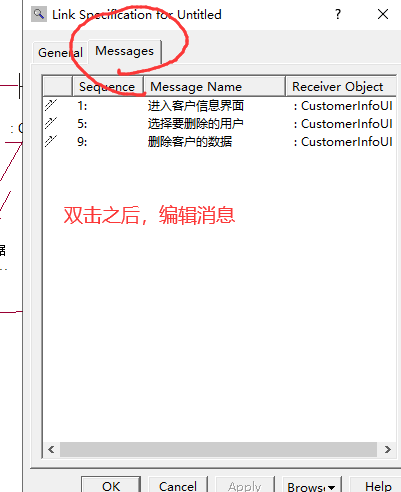 Link Specification for Untitled
General Messages
Sequence Message Name Receiver Object
1: 进入客户信息界面 : CustomerInfoUI
5: 选择要删除的用户 : CustomerInfoUI
9: 删除客户的数据 : CustomerInfoUI
双击之后，编辑消息
OK Cancel Apply Browse Help